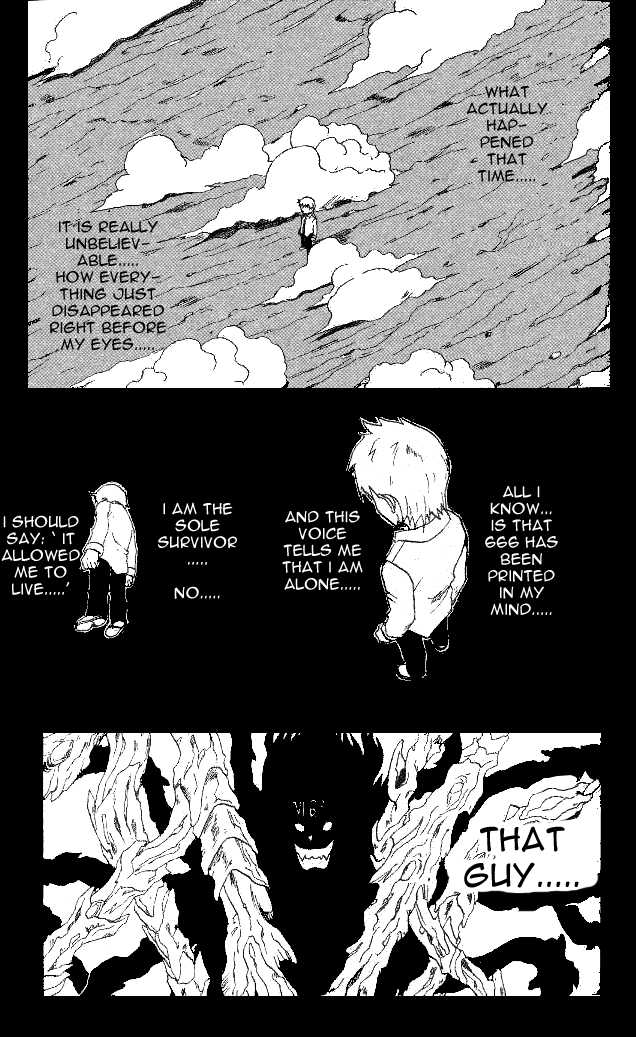 WHAT
ACTUALLY
HAP-
PENED
THAT
TIME.....
IT IS REALLY
UNBELIEV-
ABLE.....
HOW EVERY-
THING JUST
DISAPPEARED
RIGHT BEFORE
MY EYES.....
ALL I
KNOW...
IS THAT
666 HAS
BEEN
PRINTED
IN MY
MIND.....
AND THIS
VOICE
TELLS ME
THAT I AM
ALONE.....
I AM THE
SOLE
SURVIVOR
.....
NO.....
I SHOULD
SAY: ' IT
ALLOWED
ME TO
LIVE.....'
THAT
GUY.....